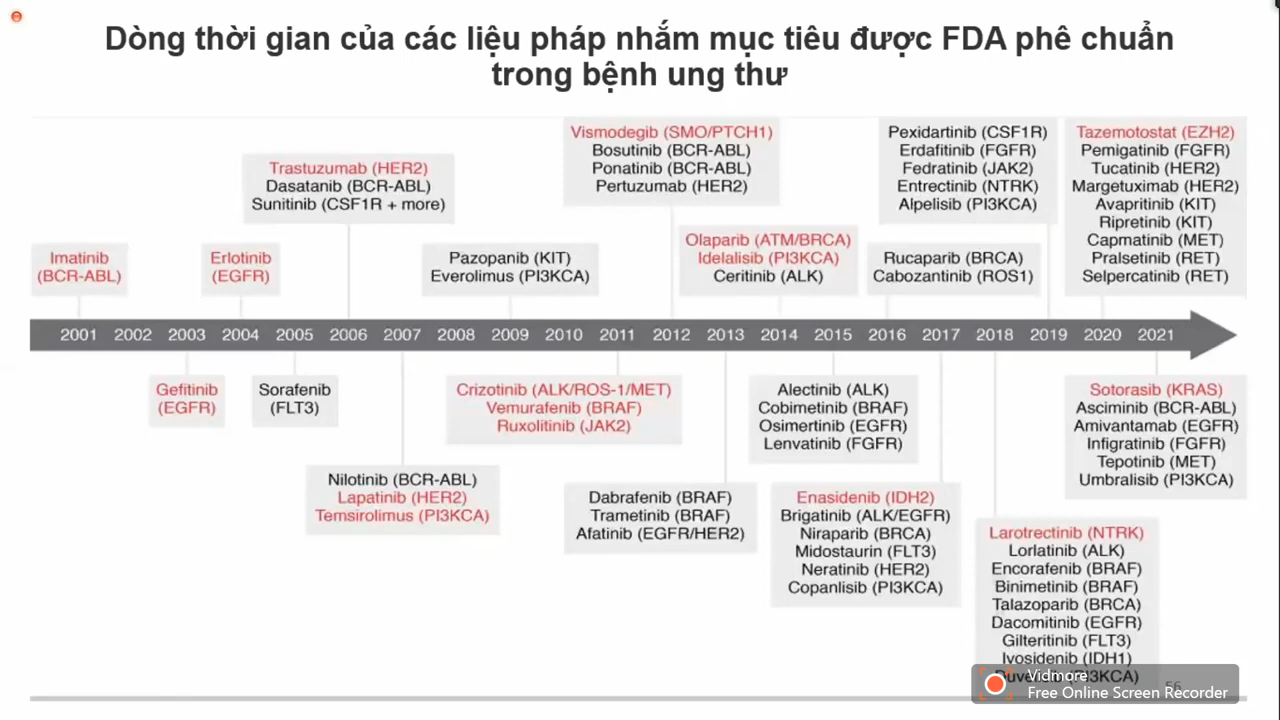 Dòng thời gian của các liệu pháp nhắm mục tiêu được FDA phê chuẩn
trong bệnh ung thư
Imatinib
(BCR-ABL)
Erlotinib
(EGFR)
Trastuzumab (HER2)
Dasatanib (BCR-ABL)
Sunitinib (CSF1R + more)
Pazopanib (KIT)
Everolimus (PI3KCA)
Vismodegib (SMO/PTCH1)
Bosutinib (BCR-ABL)
Ponatinib (BCR-ABL)
Pertuzumab (HER2)
Olaparib (ATM/BRCA)
Idelalisib (PI3KCA)
Ceritinib (ALK)
Pexidartinib (CSF1R)
Erdafitinib (FGFR)
Fedratinib (JAK2)
Entrectinib (NTRK)
Alpelisib (PI3KCA)
Rucaparib (BRCA)
Cabozantinib (ROS1)
Tazemotostat (EZH2)
Pemigatinib (FGFR)
Tucatinib (HER2)
Margetuximab (HER2)
Avapritinib (KIT)
Ripretinib (KIT)
Capmatinib (MET)
Pralsetinib (RET)
Selpercatinib (RET)
2001 2002 2003 2004 2005 2006 2007 2008 2009 2010 2011 2012 2013 2014 2015 2016 2017 2018 2019 2020 2021
Gefitinib
(EGFR)
Sorafenib
(FLT3)
Nilotinib (BCR-ABL)
Lapatinib (HER2)
Temsirolimus (PI3KCA)
Crizotinib (ALK/ROS-1/MET)
Vemurafenib (BRAF)
Ruxolitinib (JAK2)
Dabrafenib (BRAF)
Trametinib (BRAF)
Afatinib (EGFR/HER2)
Alectinib (ALK)
Cobimetinib (BRAF)
Osimertinib (EGFR)
Lenvatinib (FGFR)
Enasidenib (IDH2)
Brigatinib (ALK/EGFR)
Niraparib (BRCA)
Midostaurin (FLT3)
Neratinib (HER2)
Copanlisib (PI3KCA)
Larotrectinib (NTRK)
Lorlatinib (ALK)
Encorafenib (BRAF)
Binimetinib (BRAF)
Talazoparib (BRCA)
Dacomitinib (EGFR)
Gilteritinib (FLT3)
Ivosidenib (IDH1)
(PI3KCA)
Sotorasib (KRAS)
Asciminib (BCR-ABL)
Amivantamab (EGFR)
Infigratinib (FGFR)
Tepotinib (MET)
Umbralisib (PI3KCA)
56
Vidmore
Free Online Screen Recorder